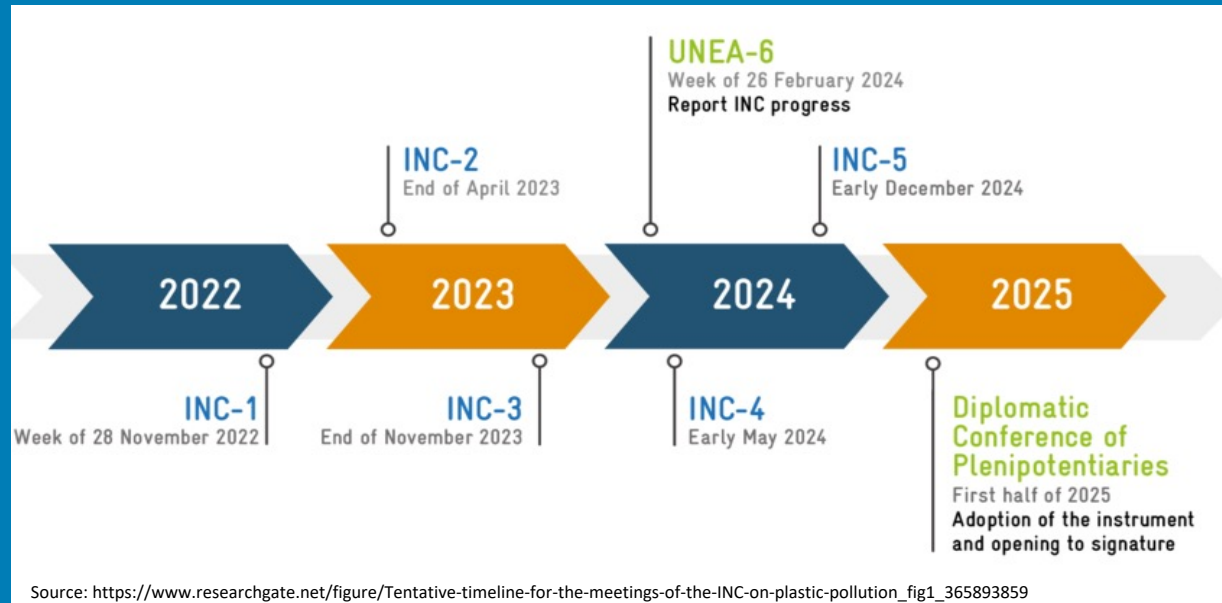 UNEA-6
Week of 26 February 2024
Report INC progress
INC-2
End of April 2023
INC-5
Early December 2024
2022
2023
2024
2025
INC-1
Week of 28 November 2022
INC-3
End of November 2023
INC-4
Early May 2024
Diplomatic
Conference of
Plenipotentiaries
First half of 2025
Adoption of the instrument
and opening to signature
Source: https://www.researchgate.net/figure/Tentative-timeline-for-the-meetings-of-the-INC-on-plastic-pollution_fig1_365893859